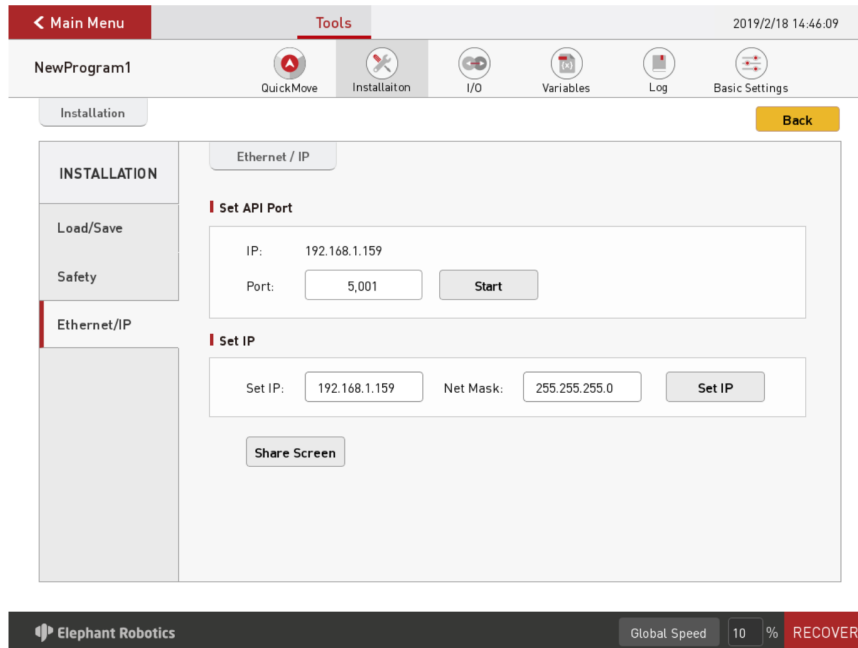 Main Menu
Tools
2019/2/18 14:46:09
NewProgram1
QuickMove
Installaiton
I/O
Variables
Log
Basic Settings
Installation
Back
INSTALLATION
Load/Save
Safety
Ethernet/IP
Ethernet / IP
Set API Port
IP: 192.168.1.159
Port: 5,001 Start
Set IP
Set IP: 192.168.1.159 Net Mask: 255.255.255.0 Set IP
Share Screen
Elephant Robotics
Global Speed 10 % RECOVER